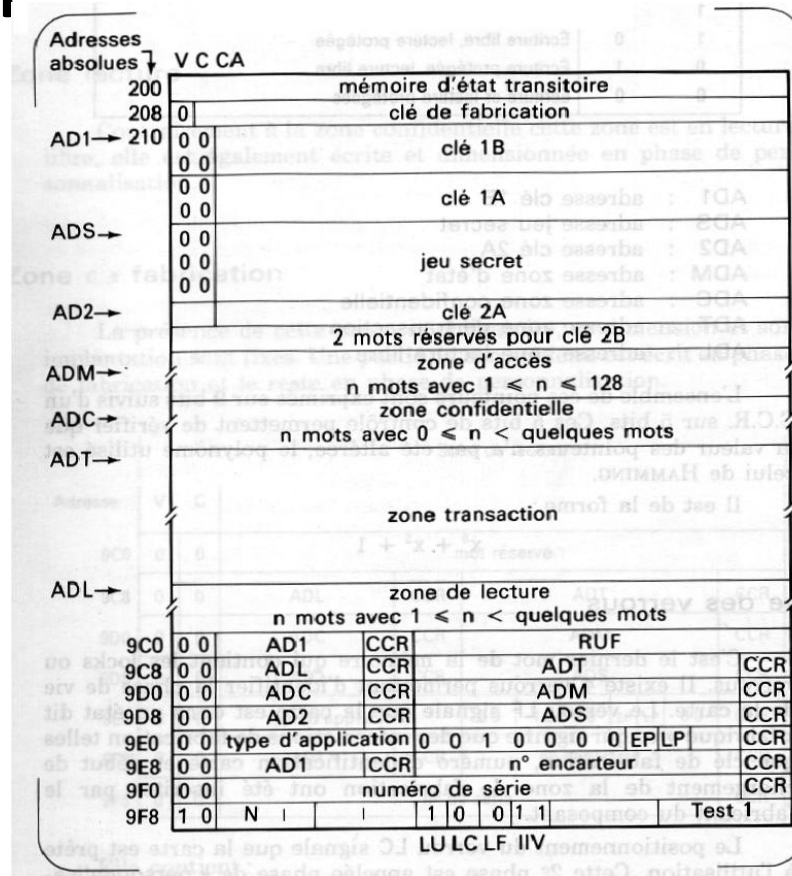 Adresses
absolues V C CA
200 mémoire d'état transitoire
208 0 clé de fabrication
AD1→ 210 0 0 clé 1B
0 0
0 0 clé 1A
0 0
ADS→ 0 0
0 0 jeu secret
0 0
AD2→ clé 2A
2 mots réservés pour clé 2B
ADM→ zone d'accès
n mots avec 1 ⩽ n ⩽ 128
ADC→ zone confidentielle
n mots avec 0 ⩽ n < quelques mots
ADT→
zone transaction
ADL→ zone de lecture
n mots avec 1 ⩽ n < quelques mots
9C0 0 0 AD1 CCR RUF
9C8 0 0 ADL CCR ADT CCR
9D0 0 0 ADC CCR ADM CCR
9D8 0 0 AD2 CCR ADS CCR
9E0 0 0 type d'application 0 0 1 0 0 0 0 EP LP CCR
9E8 0 0 AD1 CCR n° encarteur CCR
9F0 0 0 numéro de série CCR
9F8 1 0 N 1 0 0 1 1 Test 1
LU LC LF IIV